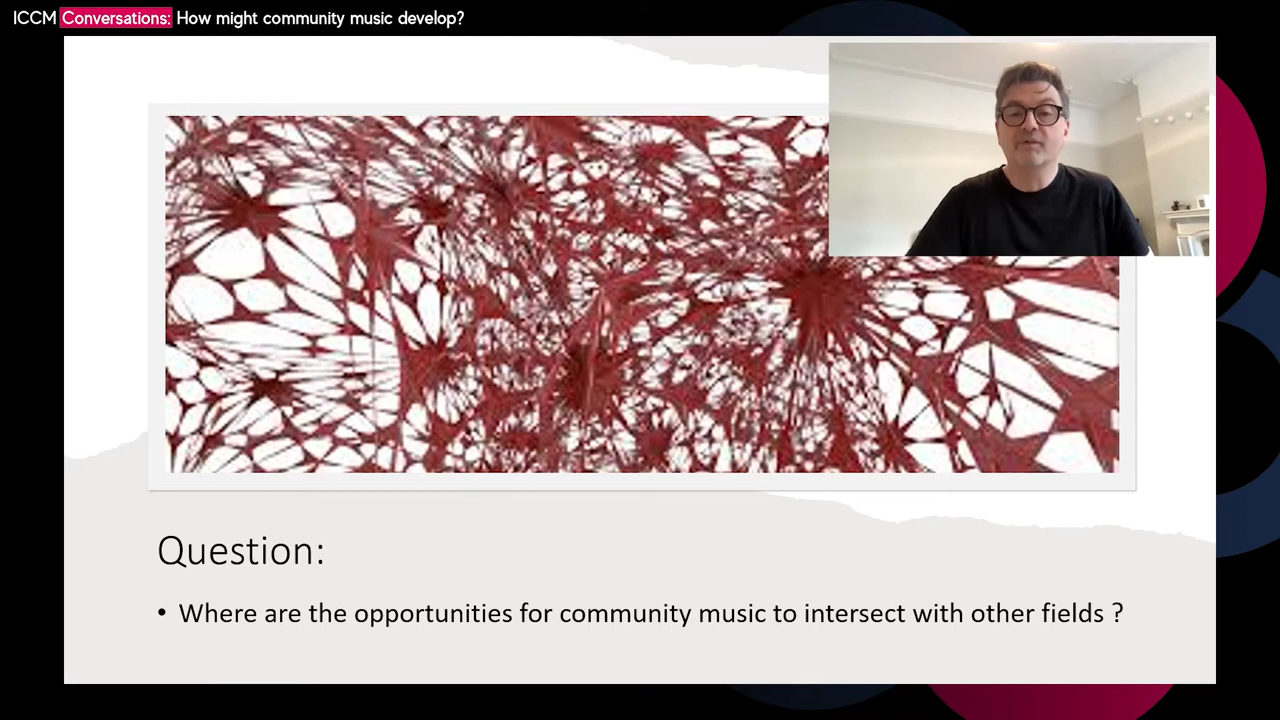 ICCM Conversations: How might community music develop?
Question:
• Where are the opportunities for community music to intersect with other fields ?